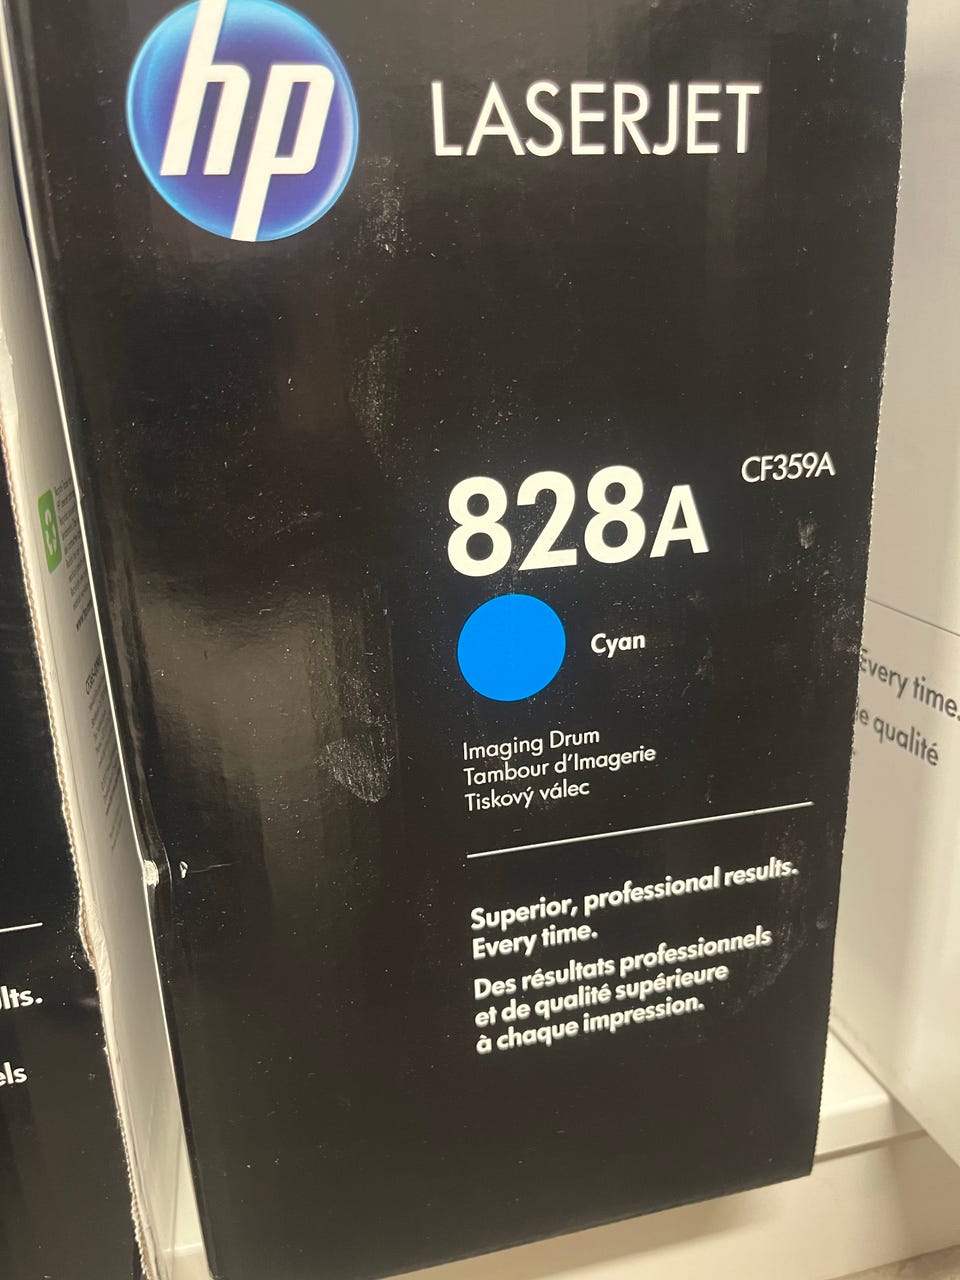 hp
LASERJET
CF359A
828A
Cyan
Imaging Drum
Tambour d'Imagerie
Tiskový válec
Superior, professional results.
Every time.
Des résultats professionnels
et de qualité supérieure
à chaque impression.
Every time.
qualité
lts.
els